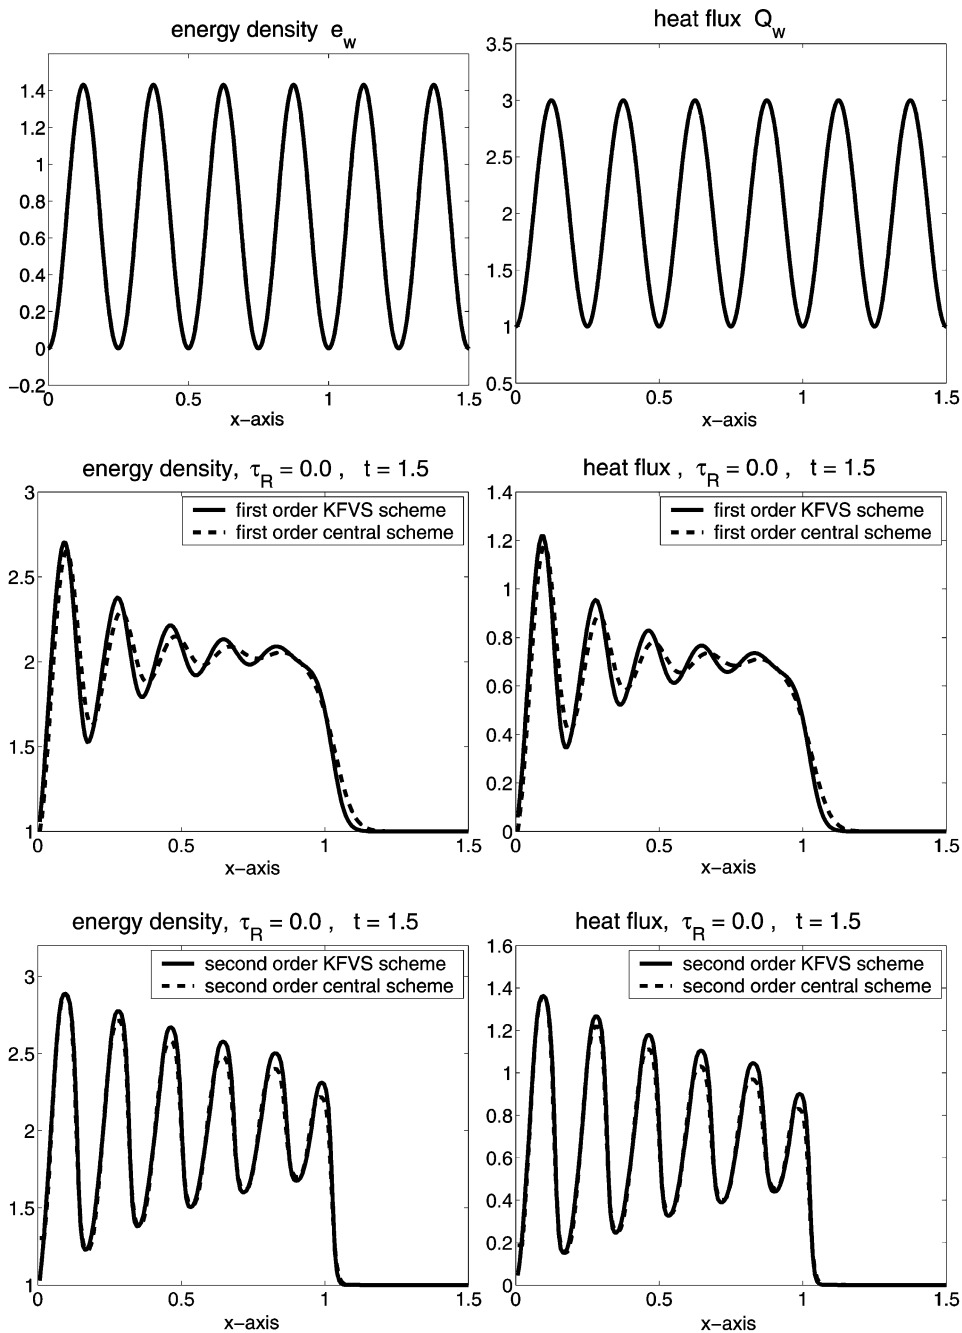 energy density e_w
1.4
1.2
1
0.8
0.6
0.4
0.2
0
−0.2
0 0.5 1 1.5
x−axis
heat flux Q_w
3.5
3
2.5
2
1.5
1
0.5
0 0.5 1 1.5
x−axis
energy density, τ_R = 0.0 , t = 1.5
first order KFVS scheme
first order central scheme
3
2.5
2
1.5
1
0 0.5 1 1.5
x−axis
heat flux , τ_R = 0.0 , t = 1.5
first order KFVS scheme
first order central scheme
1.4
1.2
1
0.8
0.6
0.4
0.2
0
0 0.5 1 1.5
x−axis
energy density, τ_R = 0.0 , t = 1.5
second order KFVS scheme
second order central scheme
3
2.5
2
1.5
1
0 0.5 1 1.5
x−axis
heat flux, τ_R = 0.0 , t = 1.5
second order KFVS scheme
second order central scheme
1.6
1.4
1.2
1
0.8
0.6
0.4
0.2
0
0 0.5 1 1.5
x−axis